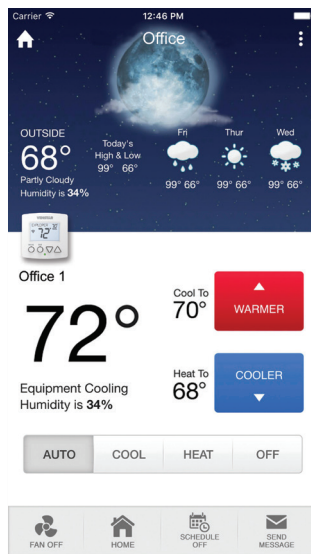 Carrier 12:46 PM
Office
OUTSIDE
68°
Partly Cloudy
Humidity is 34%
Today's
High & Low
99° 66°
Fri Thur Wed
99° 66° 99° 66° 99° 66°
72°
Office 1
72°
Equipment Cooling
Humidity is 34%
Cool To
70°
WARMER
Heat To
68°
COOLER
AUTO COOL HEAT OFF
FAN OFF
HOME
SCHEDULE
OFF
SEND
MESSAGE